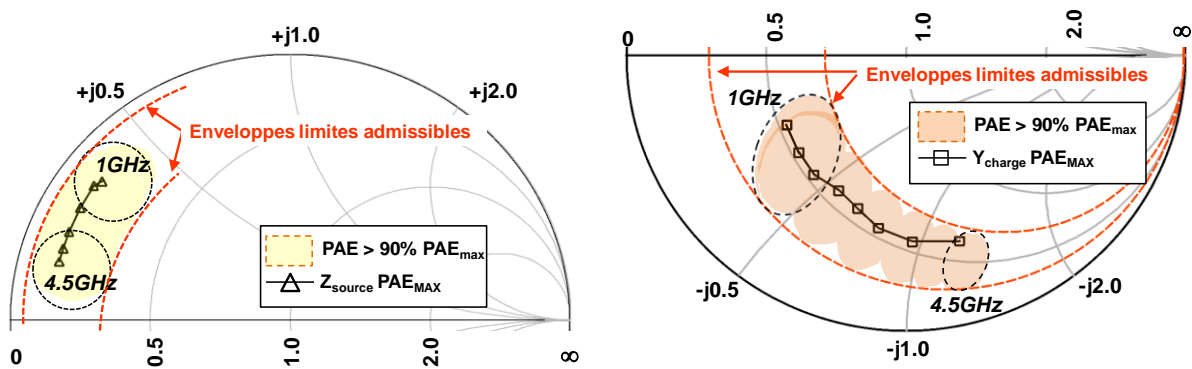 +j1.0
+j0.5
+j2.0
Enveloppes limites admissibles
1GHz
4.5GHz
PAE > 90% PAEmax
Zsource PAEMAX
0
0.5
1.0
2.0
∞
0
0.5
1.0
2.0
∞
Enveloppes limites admissibles
1GHz
PAE > 90% PAEmax
Ycharge PAEMAX
4.5GHz
-j0.5
-j2.0
-j1.0